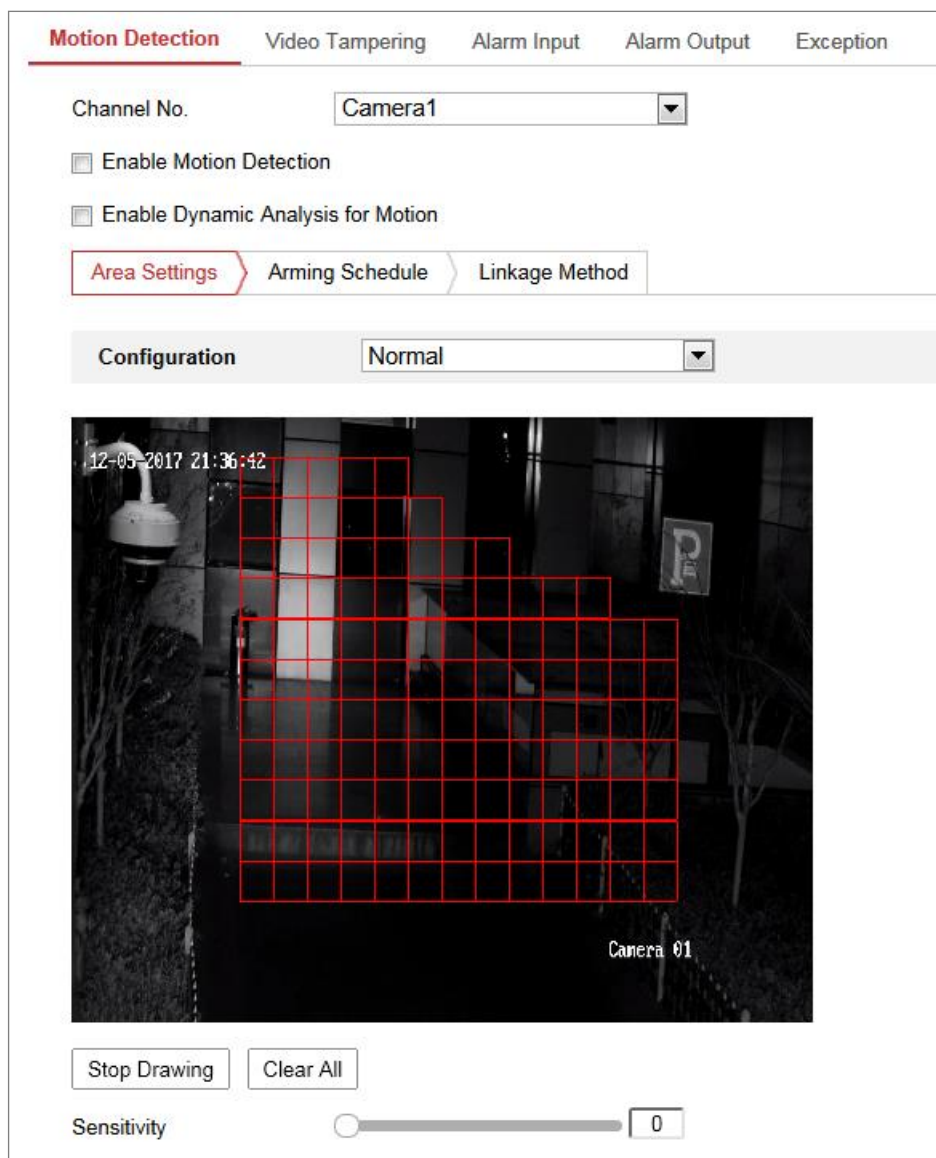 Motion Detection Video Tampering Alarm Input Alarm Output Exception
Channel No. Camera1
Enable Motion Detection
Enable Dynamic Analysis for Motion
Area Settings Arming Schedule Linkage Method
Configuration Normal
12-05-2017 21:36:42
P
Camera 01
Stop Drawing Clear All
Sensitivity 0